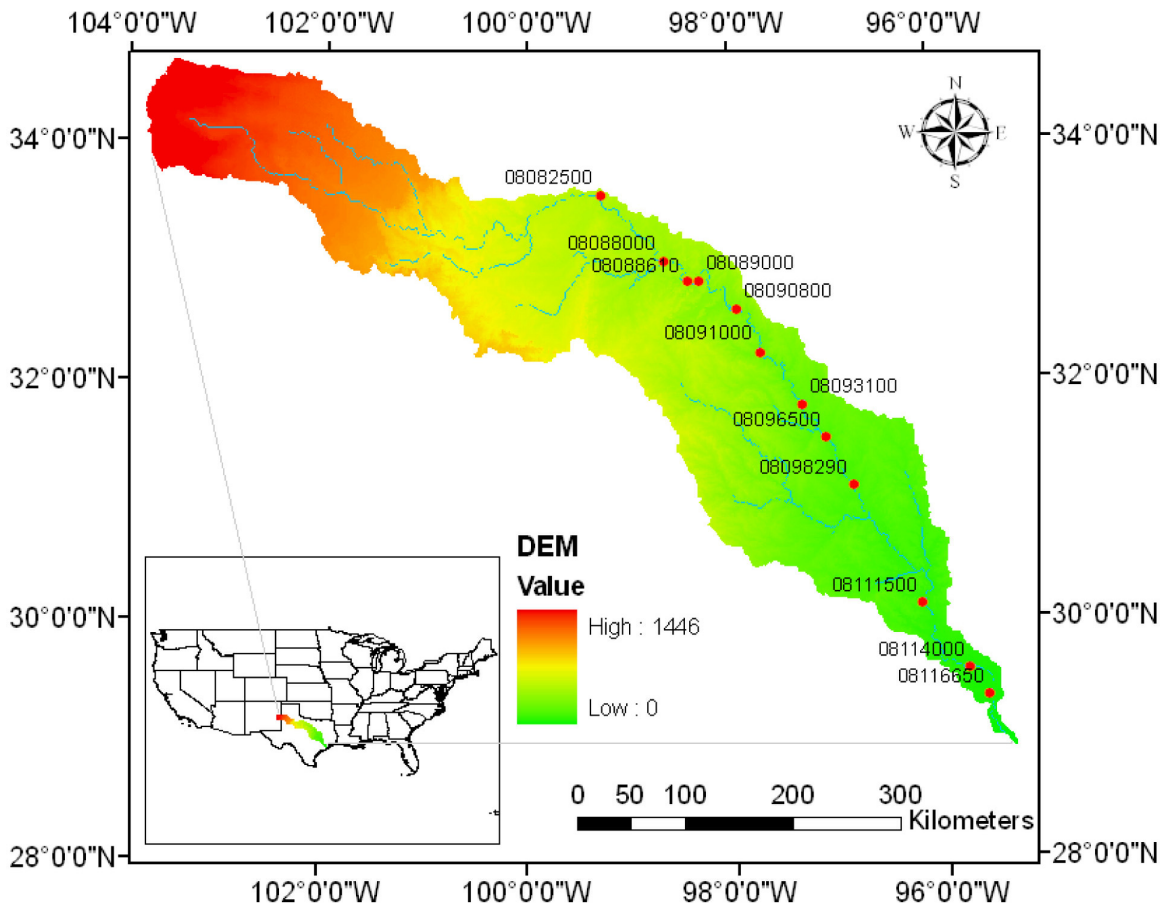 104°0'0"W 102°0'0"W 100°0'0"W 98°0'0"W 96°0'0"W
N
W E
S
34°0'0"N 34°0'0"N
08082500
08088000
08088610
08089000
08090800
08091000
32°0'0"N 32°0'0"N
08093100
08096500
08098290
DEM
Value
High : 1446
Low : 0
08111500
30°0'0"N 30°0'0"N
08114000
08116650
0 50 100 200 300
Kilometers
28°0'0"N 28°0'0"N
102°0'0"W 100°0'0"W 98°0'0"W 96°0'0"W